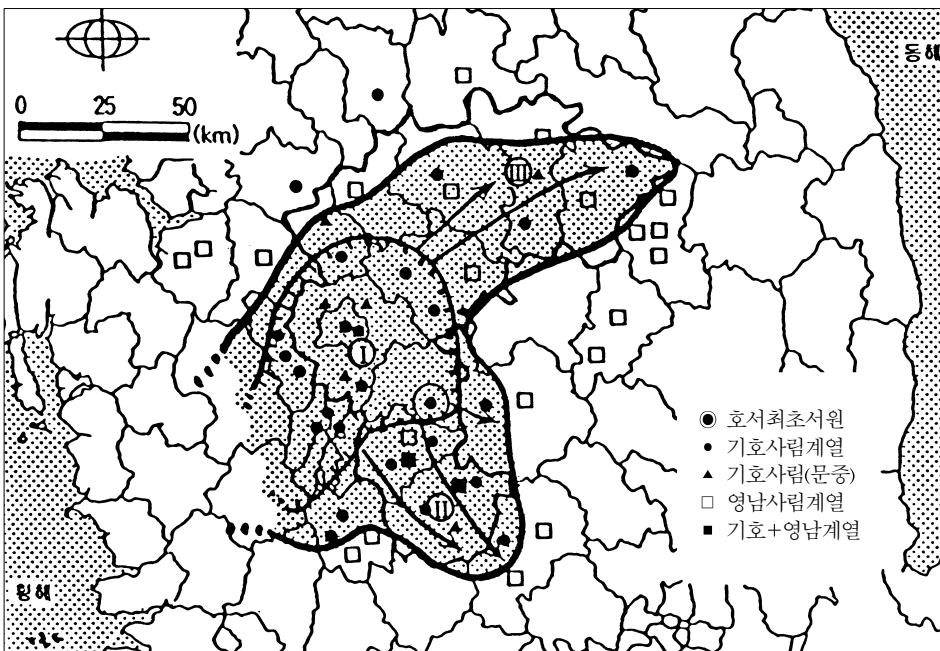 동해
0 25 50
(km)
III
I
II
호서최초서원
기호사림계열
기호사림(문중)
영남사림계열
기호+영남계열
황해